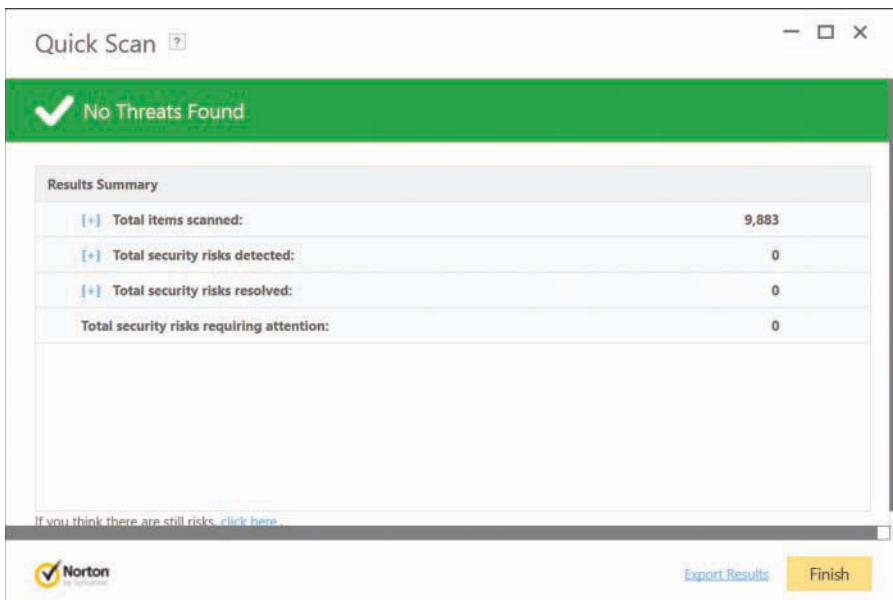 Quick Scan ?
No Threats Found
Results Summary
[+] Total items scanned: 9,883
[+] Total security risks detected: 0
[+] Total security risks resolved: 0
Total security risks requiring attention: 0
If you think there are still risks, click here .
Norton
by Symantec
Export Results
Finish